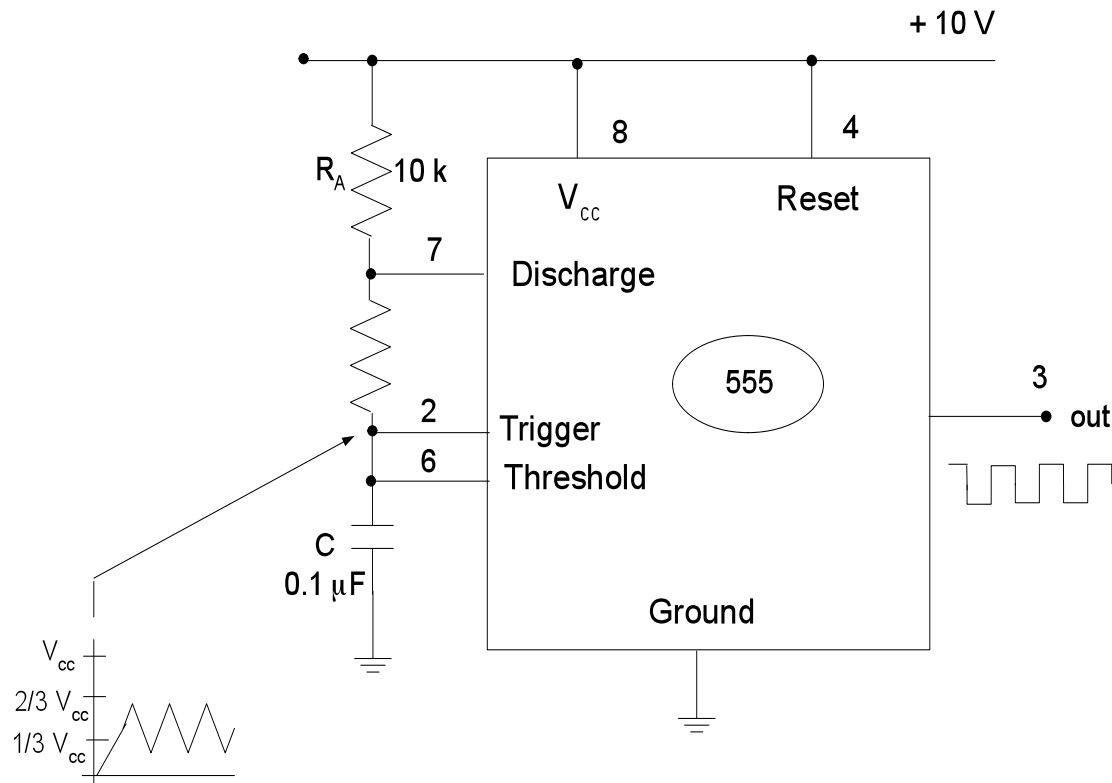 + 10 V
8
4
R_A 10 k
V_cc
Reset
7
Discharge
555
3
2
out
Trigger
6
Threshold
C
0.1 μF
Ground
V_cc
2/3 V_cc
1/3 V_cc